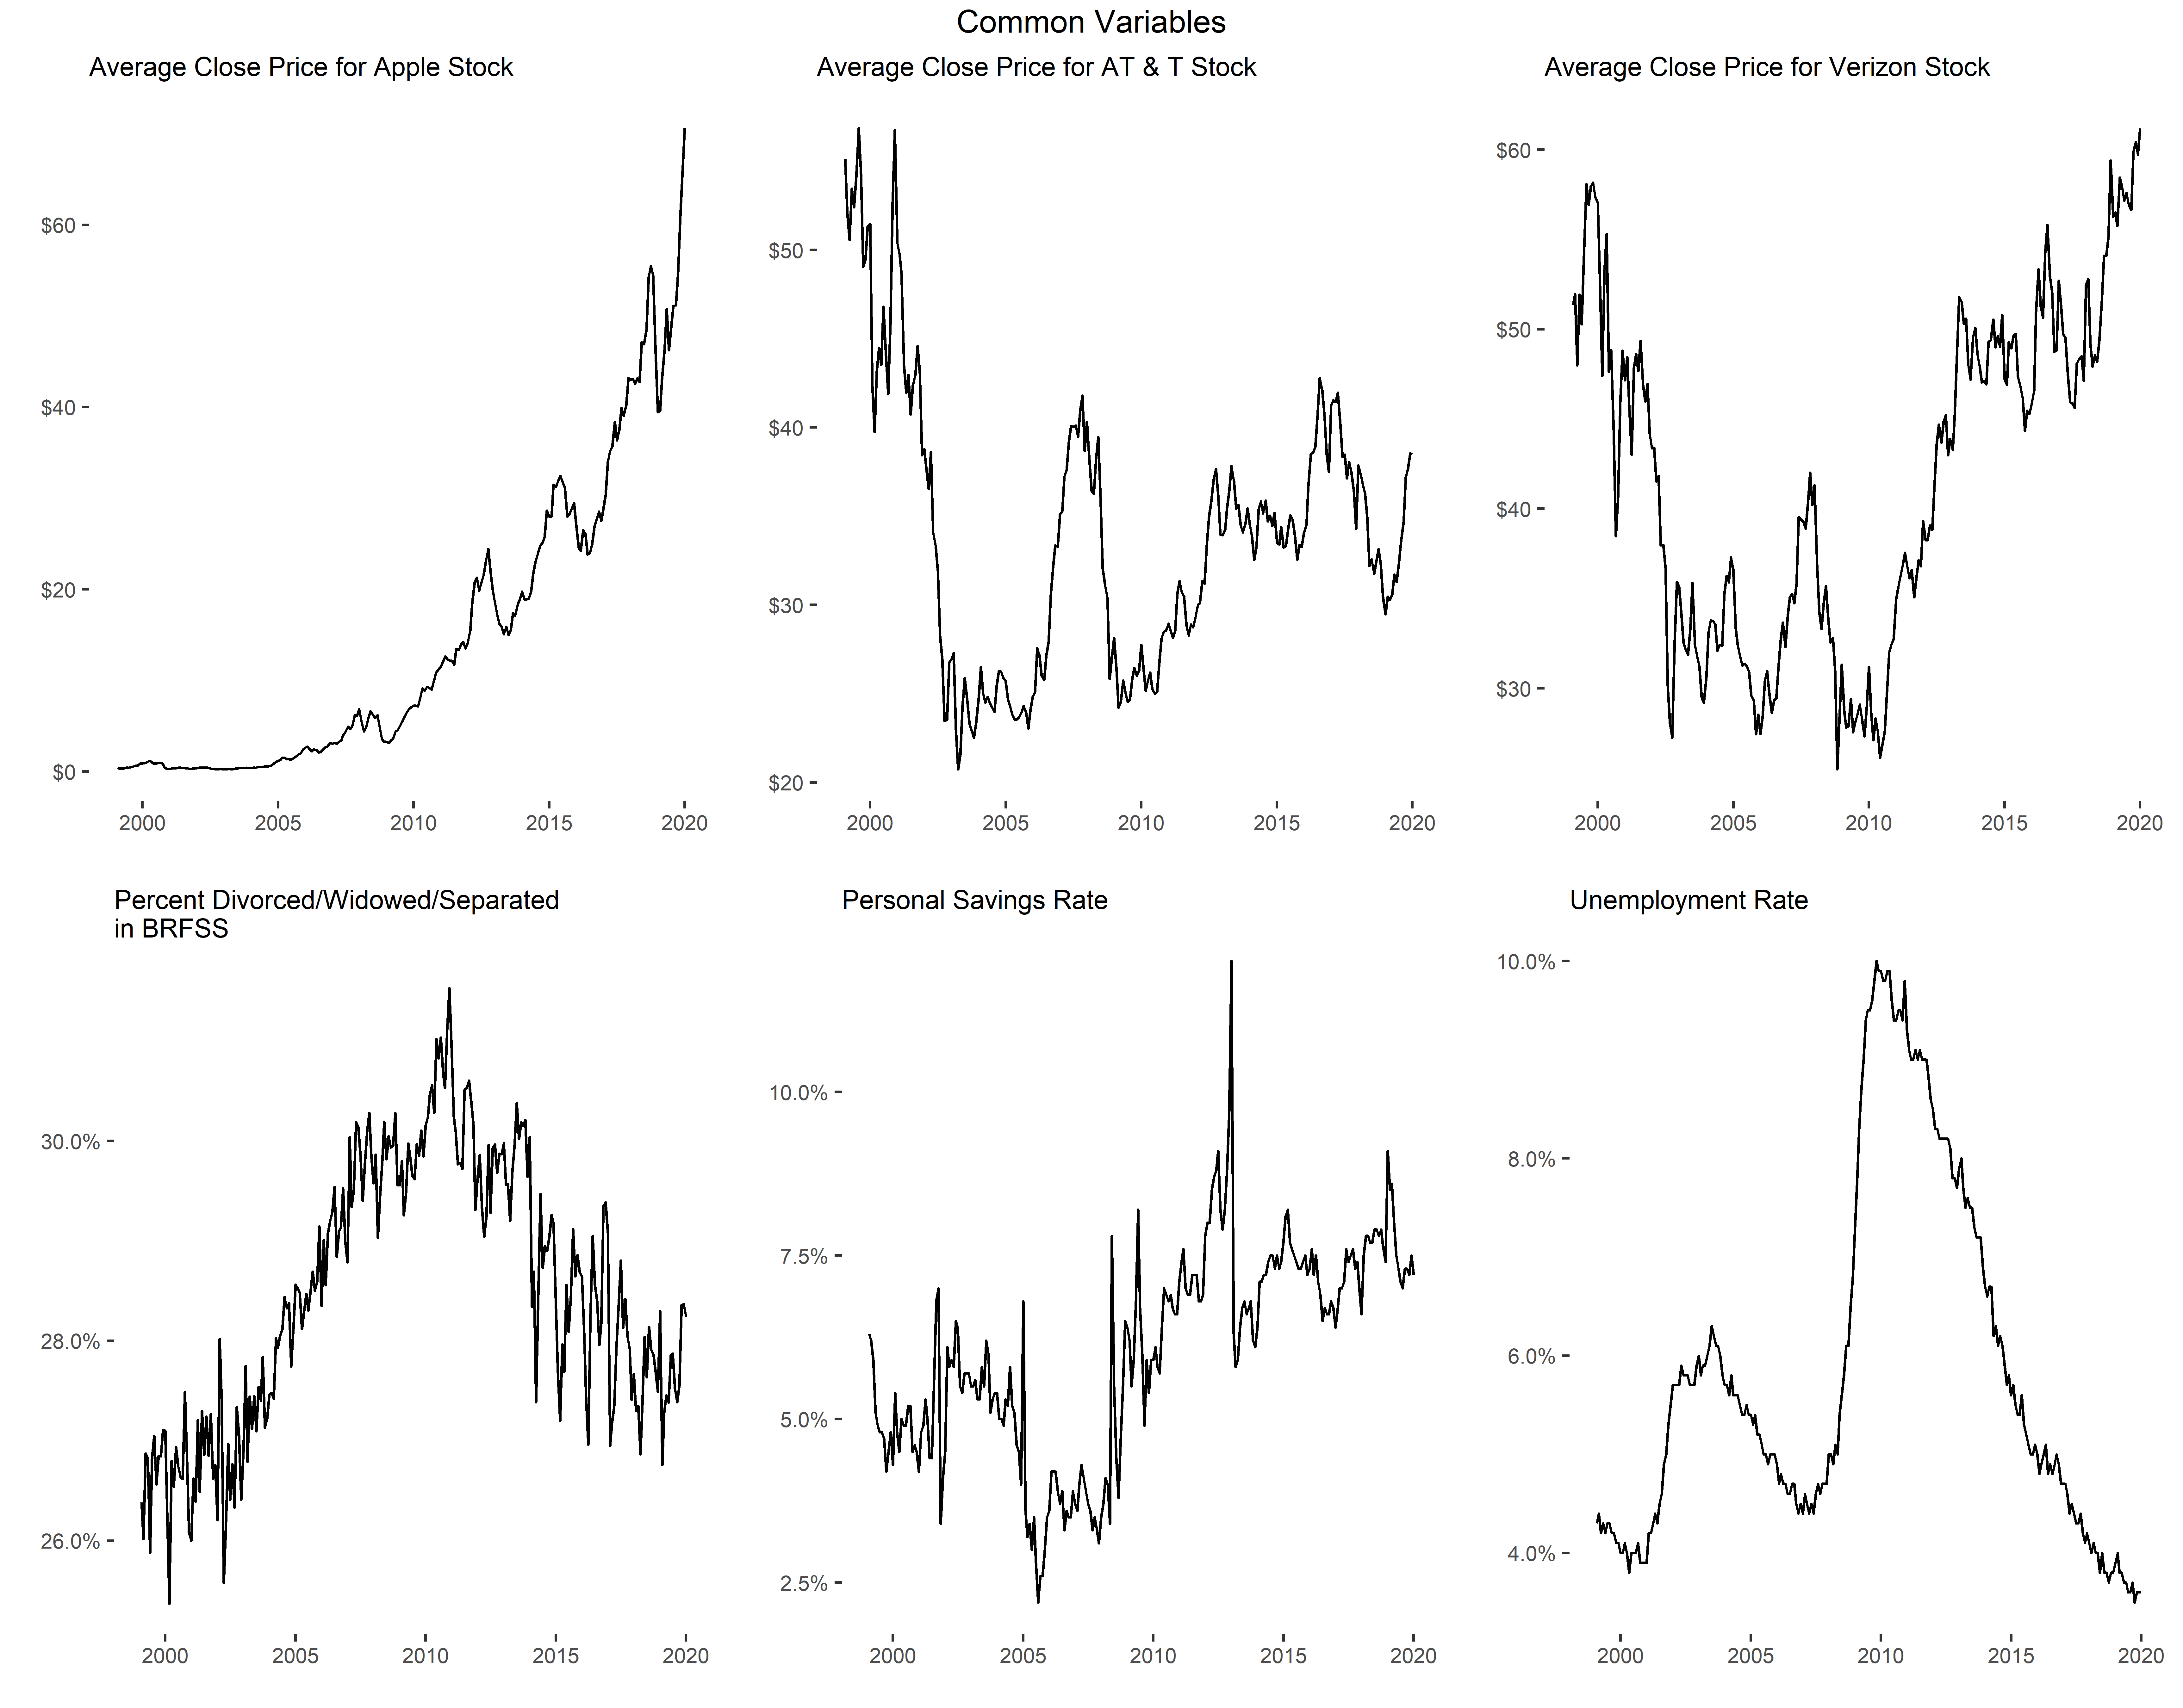 Common Variables
Average Close Price for Apple Stock
$60
$40
$20
$0
2000 2005 2010 2015 2020
Average Close Price for AT & T Stock
$50
$40
$30
$20
2000 2005 2010 2015 2020
Average Close Price for Verizon Stock
$60
$50
$40
$30
2000 2005 2010 2015 2020
Percent Divorced/Widowed/Separated
in BRFSS
30.0%
28.0%
26.0%
2000 2005 2010 2015 2020
Personal Savings Rate
10.0%
7.5%
5.0%
2.5%
2000 2005 2010 2015 2020
Unemployment Rate
10.0%
8.0%
6.0%
4.0%
2000 2005 2010 2015 2020